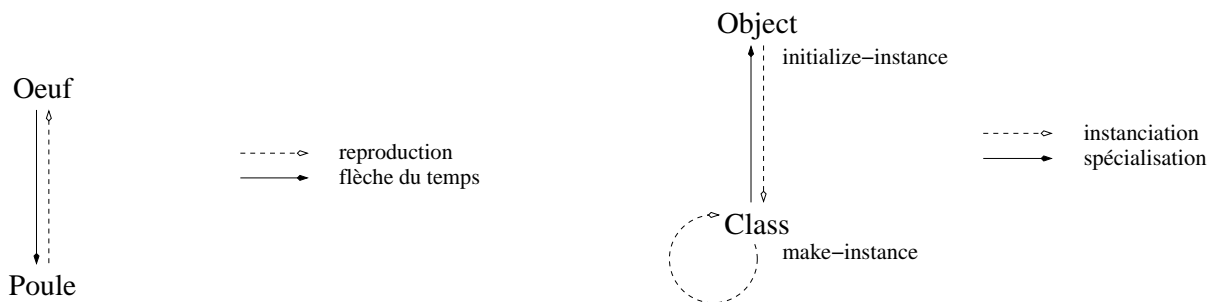 Oeuf
Poule
reproduction
flèche du temps
Object
initialize−instance
Class
make−instance
instanciation
spécialisation